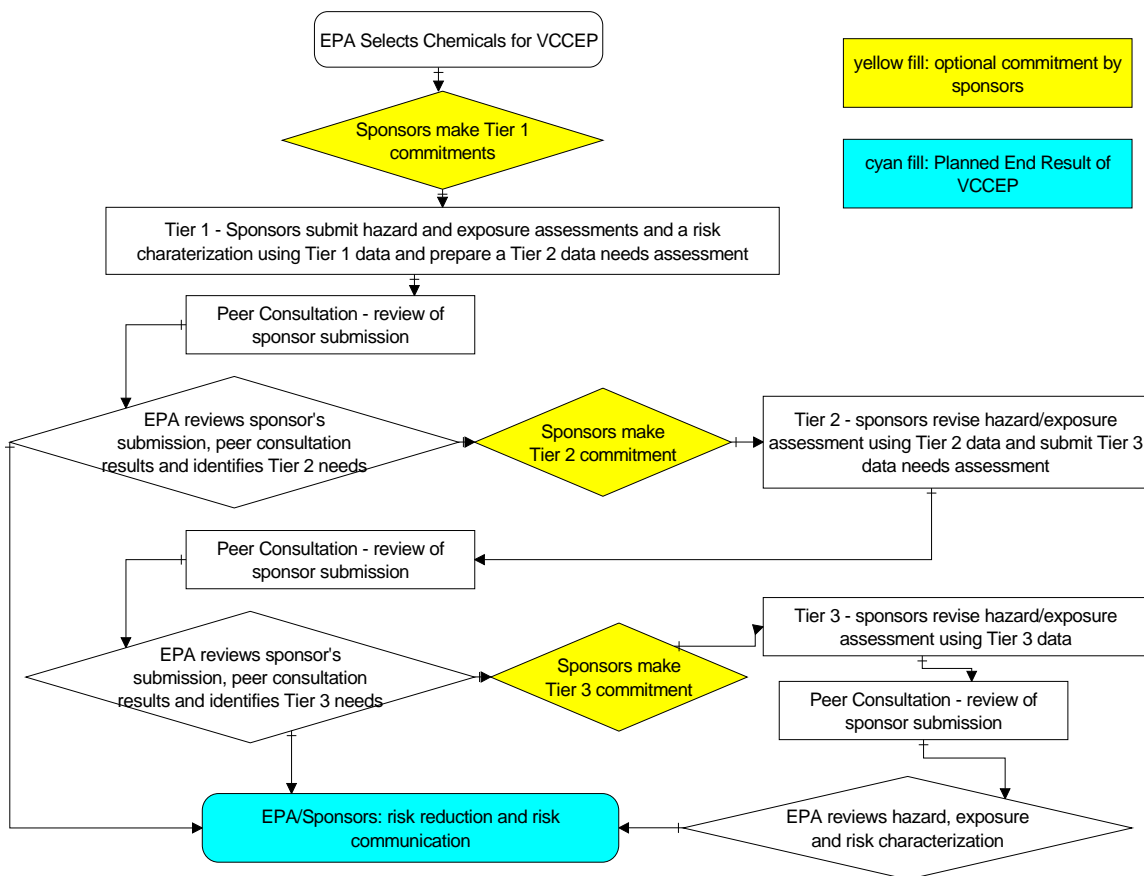 EPA Selects Chemicals for VCCEP
yellow fill: optional commitment by
sponsors
Sponsors make Tier 1
commitments
cyan fill: Planned End Result of
VCCEP
Tier 1 - Sponsors submit hazard and exposure assessments and a risk
charaterization using Tier 1 data and prepare a Tier 2 data needs assessment
Peer Consultation - review of
sponsor submission
EPA reviews sponsor's
submission, peer consultation
results and identifies Tier 2 needs
Sponsors make
Tier 2 commitment
Tier 2 - sponsors revise hazard/exposure
assessment using Tier 2 data and submit Tier 3
data needs assessment
Peer Consultation - review of
sponsor submission
EPA reviews sponsor's
submission, peer consultation
results and identifies Tier 3 needs
Sponsors make
Tier 3 commitment
Tier 3 - sponsors revise hazard/exposure
assessment using Tier 3 data
Peer Consultation - review of
sponsor submission
EPA reviews hazard, exposure
and risk characterization
EPA/Sponsors: risk reduction and risk
communication